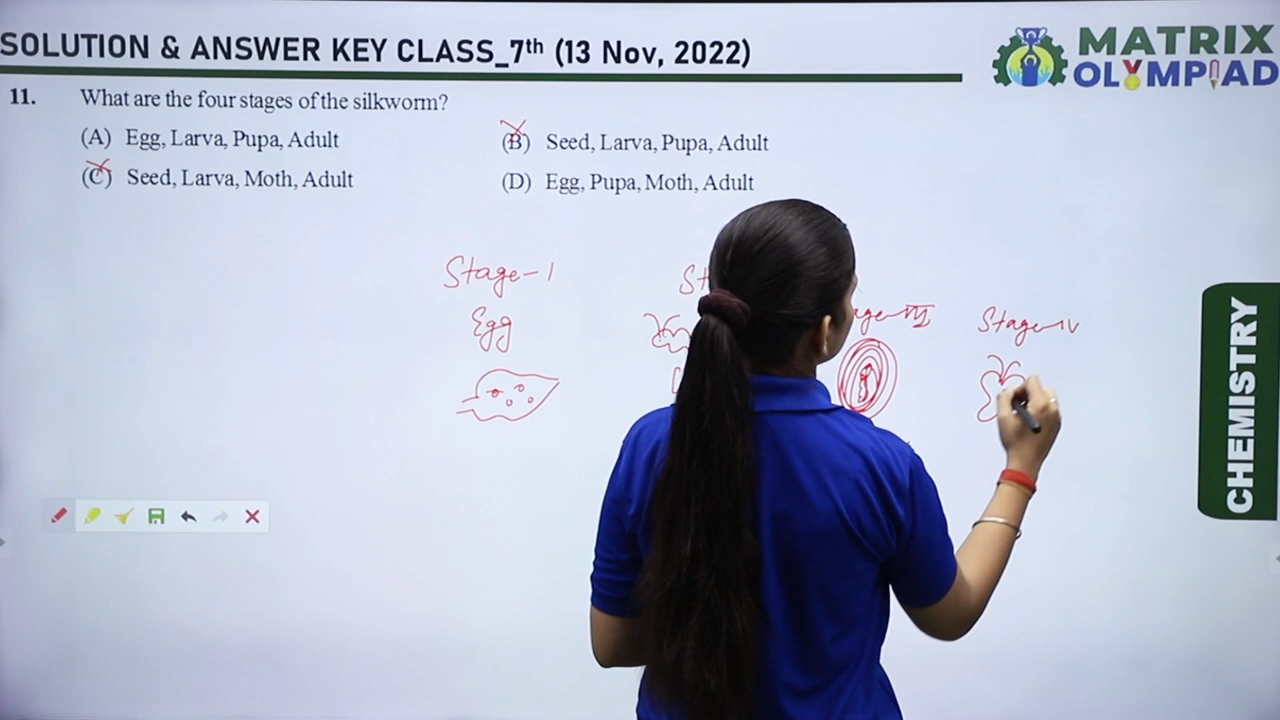 SOLUTION & ANSWER KEY CLASS_7th (13 Nov, 2022)
MATRIX
OLYMPIAD
11. What are the four stages of the silkworm?
(A) Egg, Larva, Pupa, Adult
(B) Seed, Larva, Pupa, Adult
(C) Seed, Larva, Moth, Adult
(D) Egg, Pupa, Moth, Adult
Stage-1
Egg
Stage-IV
CHEMISTRY